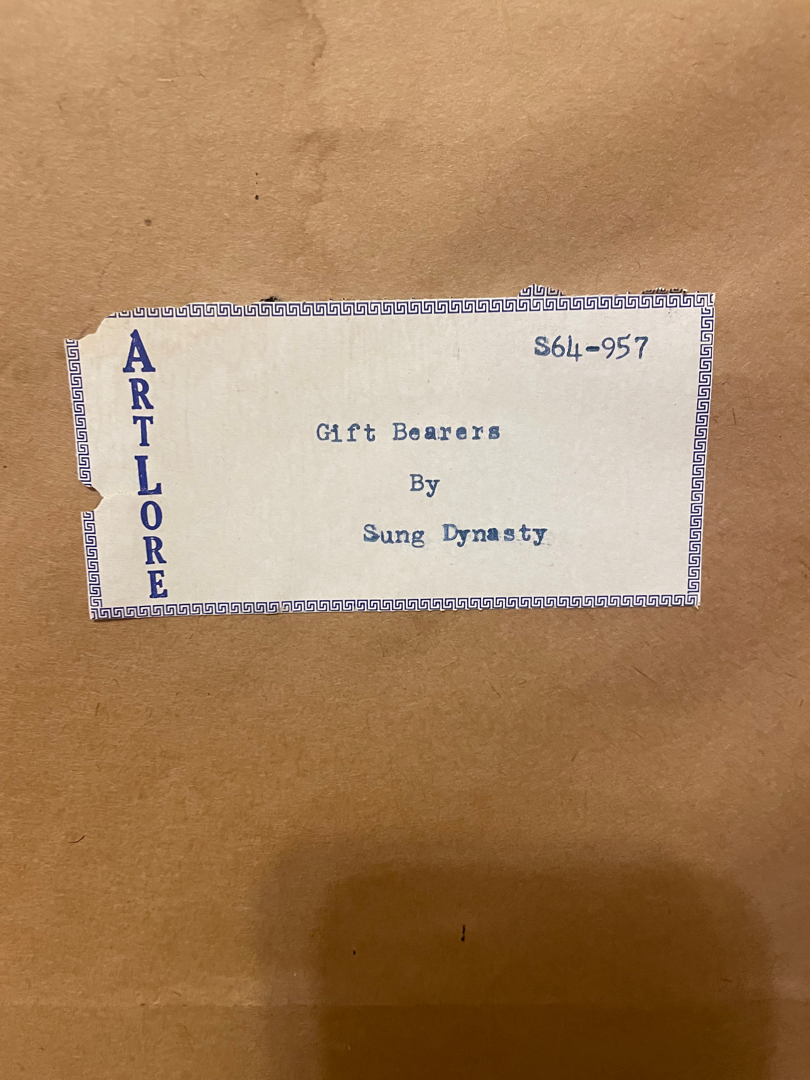 ARTLORE
S64-957
Gift Bearers
By
Sung Dynasty